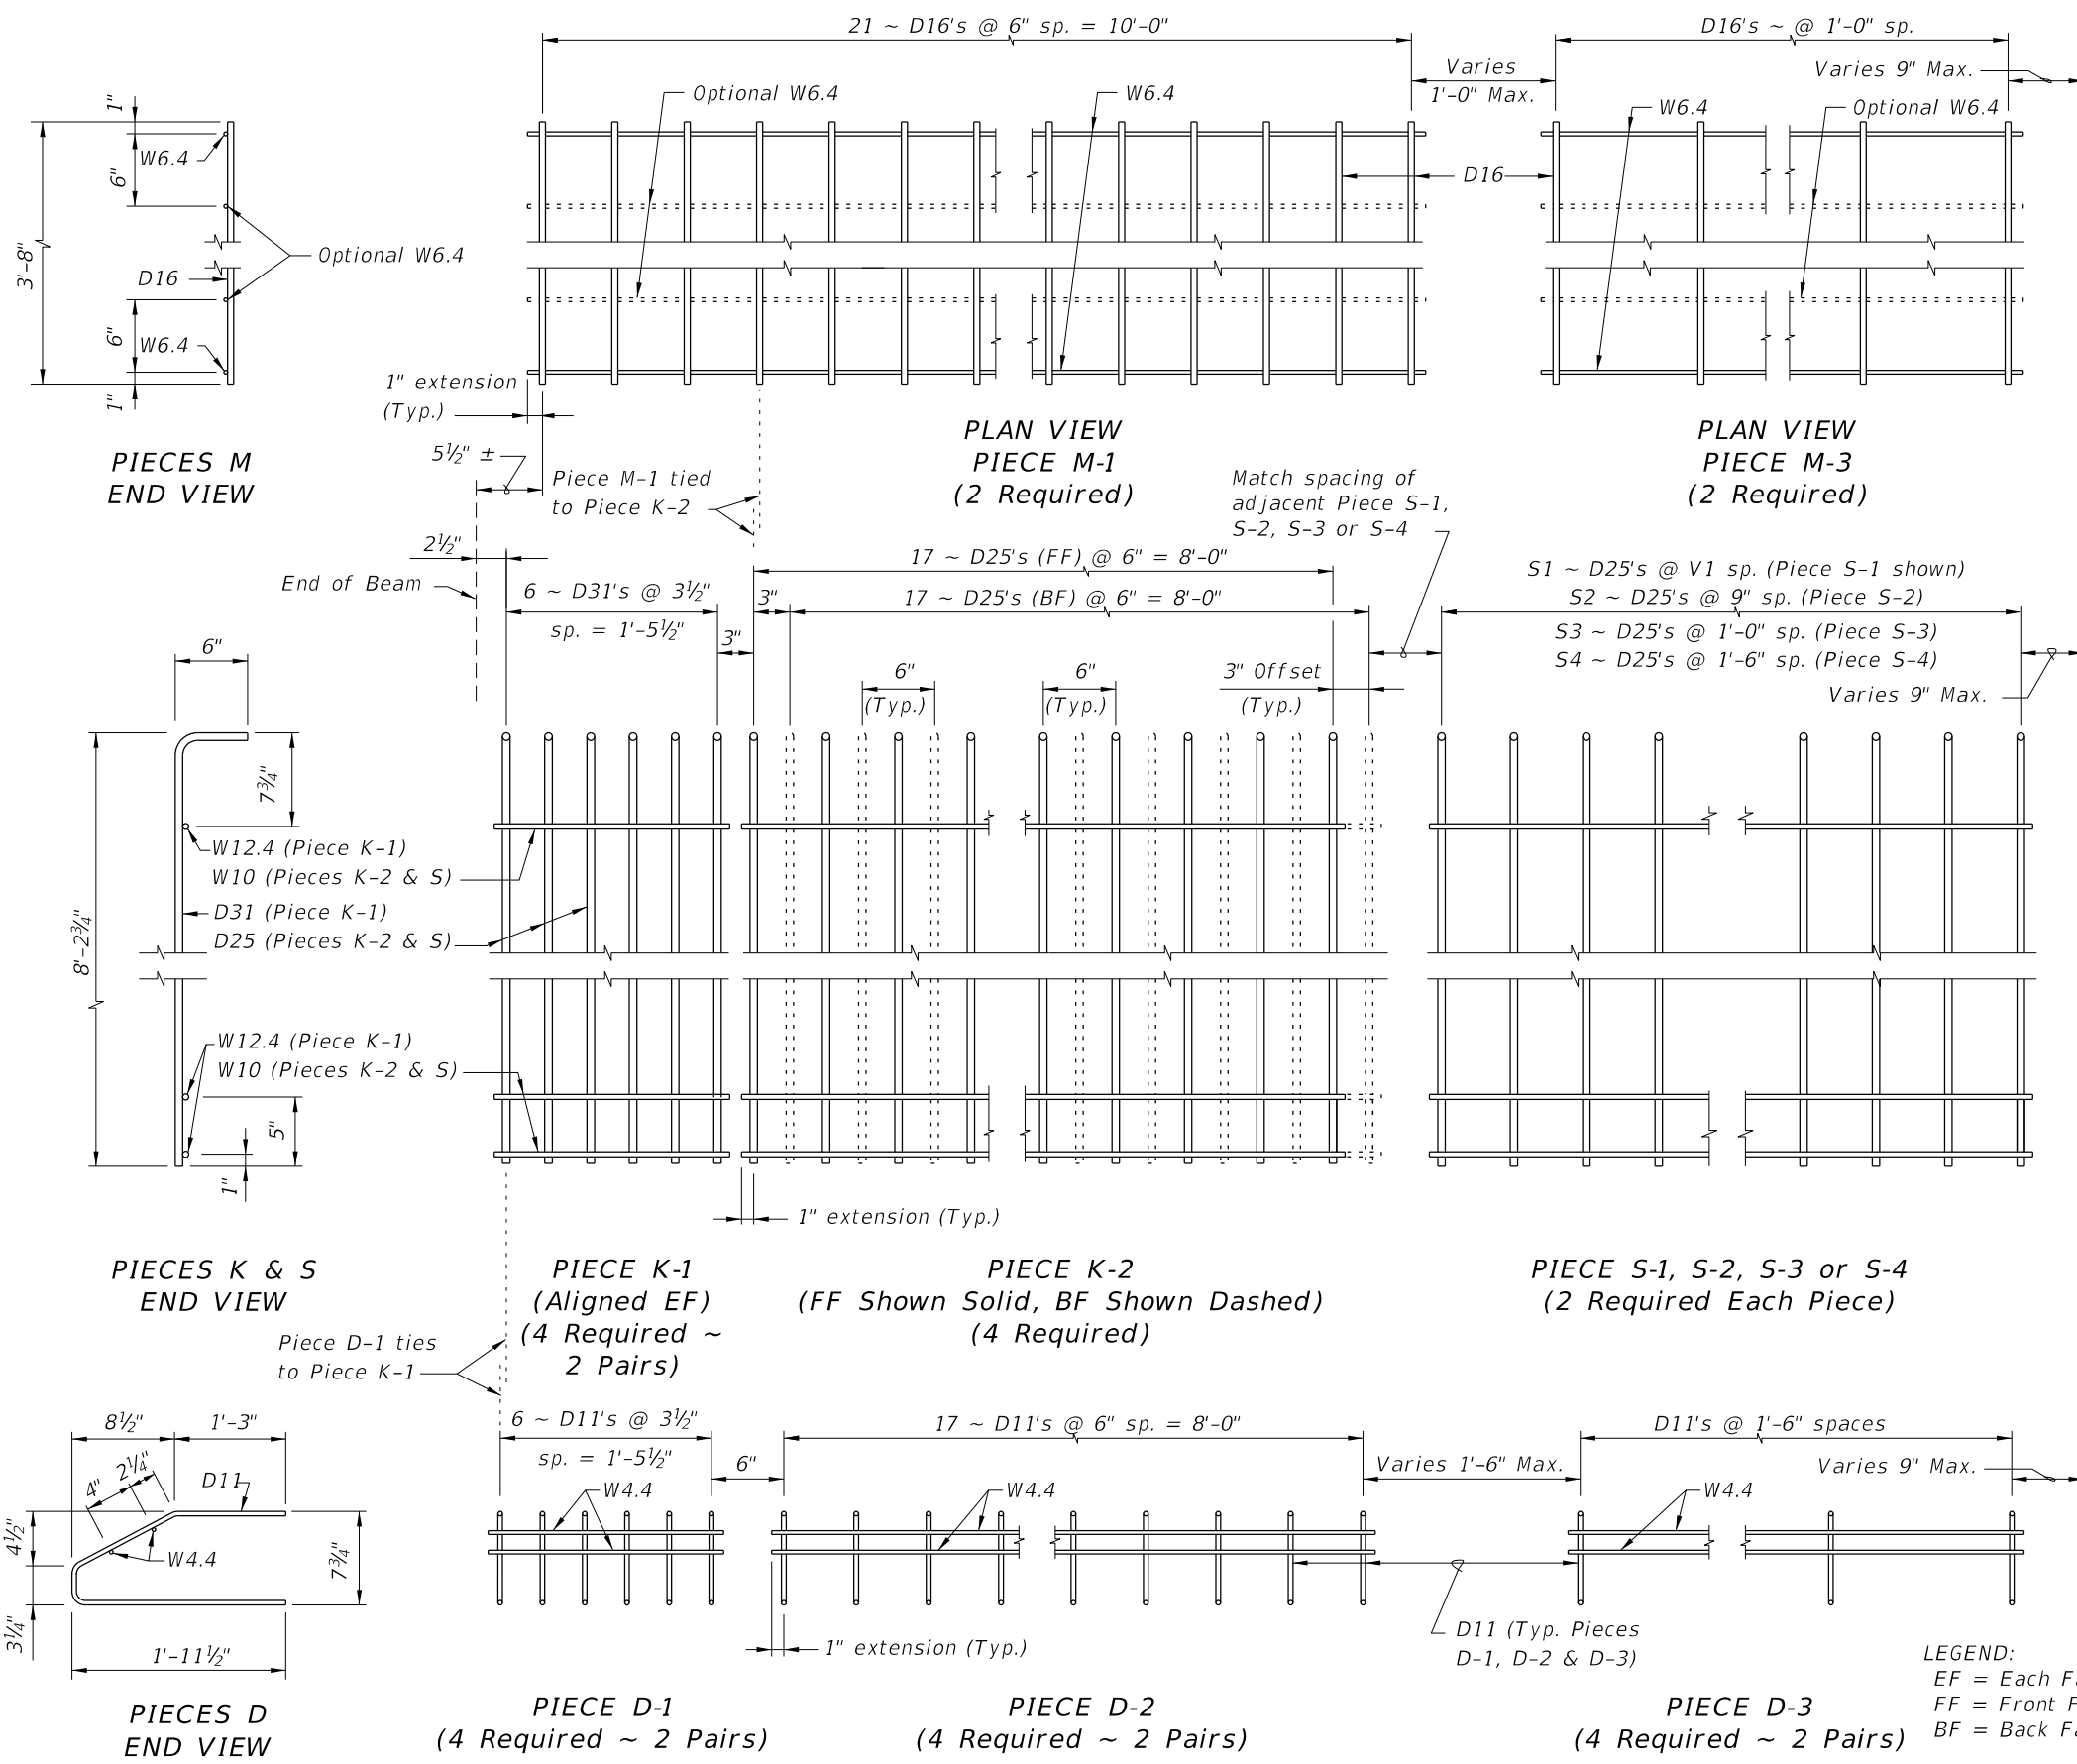 21 ~ D16's @ 6" sp. = 10'-0"
D16's ~ @ 1'-0" sp.
Varies
1'-0" Max.
Varies 9" Max.
Optional W6.4
W6.4
W6.4
Optional W6.4
1"
W6.4
6"
3'-8"
D16
Optional W6.4
D16
6"
W6.4
1"
1" extension
(Typ.)
PIECES M
END VIEW
PLAN VIEW
PIECE M-1
(2 Required)
PLAN VIEW
PIECE M-3
(2 Required)
5½" ±
Piece M-1 tied
to Piece K-2
Match spacing of
adjacent Piece S-1,
S-2, S-3 or S-4
2½"
End of Beam
6 ~ D31's @ 3½"
sp. = 1'-5½"
3"
17 ~ D25's (FF) @ 6" = 8'-0"
3"
17 ~ D25's (BF) @ 6" = 8'-0"
S1 ~ D25's @ V1 sp. (Piece S-1 shown)
S2 ~ D25's @ 9" sp. (Piece S-2)
S3 ~ D25's @ 1'-0" sp. (Piece S-3)
S4 ~ D25's @ 1'-6" sp. (Piece S-4)
6"
6"
(Typ.)
6"
(Typ.)
3" Offset
(Typ.)
Varies 9" Max.
7¾"
W12.4 (Piece K-1)
W10 (Pieces K-2 & S)
D31 (Piece K-1)
D25 (Pieces K-2 & S)
8'-2¾"
W12.4 (Piece K-1)
W10 (Pieces K-2 & S)
5"
1"
1" extension (Typ.)
PIECES K & S
END VIEW
PIECE K-1
(Aligned EF)
(4 Required ~
2 Pairs)
PIECE K-2
(FF Shown Solid, BF Shown Dashed)
(4 Required)
PIECE S-1, S-2, S-3 or S-4
(2 Required Each Piece)
Piece D-1 ties
to Piece K-1
8½"
1'-3"
4"
2¼"
D11
4½"
W4.4
7¾"
3¼"
1'-11½"
6 ~ D11's @ 3½"
sp. = 1'-5½"
W4.4
6"
17 ~ D11's @ 6" sp. = 8'-0"
W4.4
Varies 1'-6" Max.
D11's @ 1'-6" spaces
Varies 9" Max.
W4.4
1" extension (Typ.)
D11 (Typ. Pieces
D-1, D-2 & D-3)
LEGEND:
EF = Each
FF = Front
BF = Back
PIECES D
END VIEW
PIECE D-1
(4 Required ~ 2 Pairs)
PIECE D-2
(4 Required ~ 2 Pairs)
PIECE D-3
(4 Required ~ 2 Pairs)